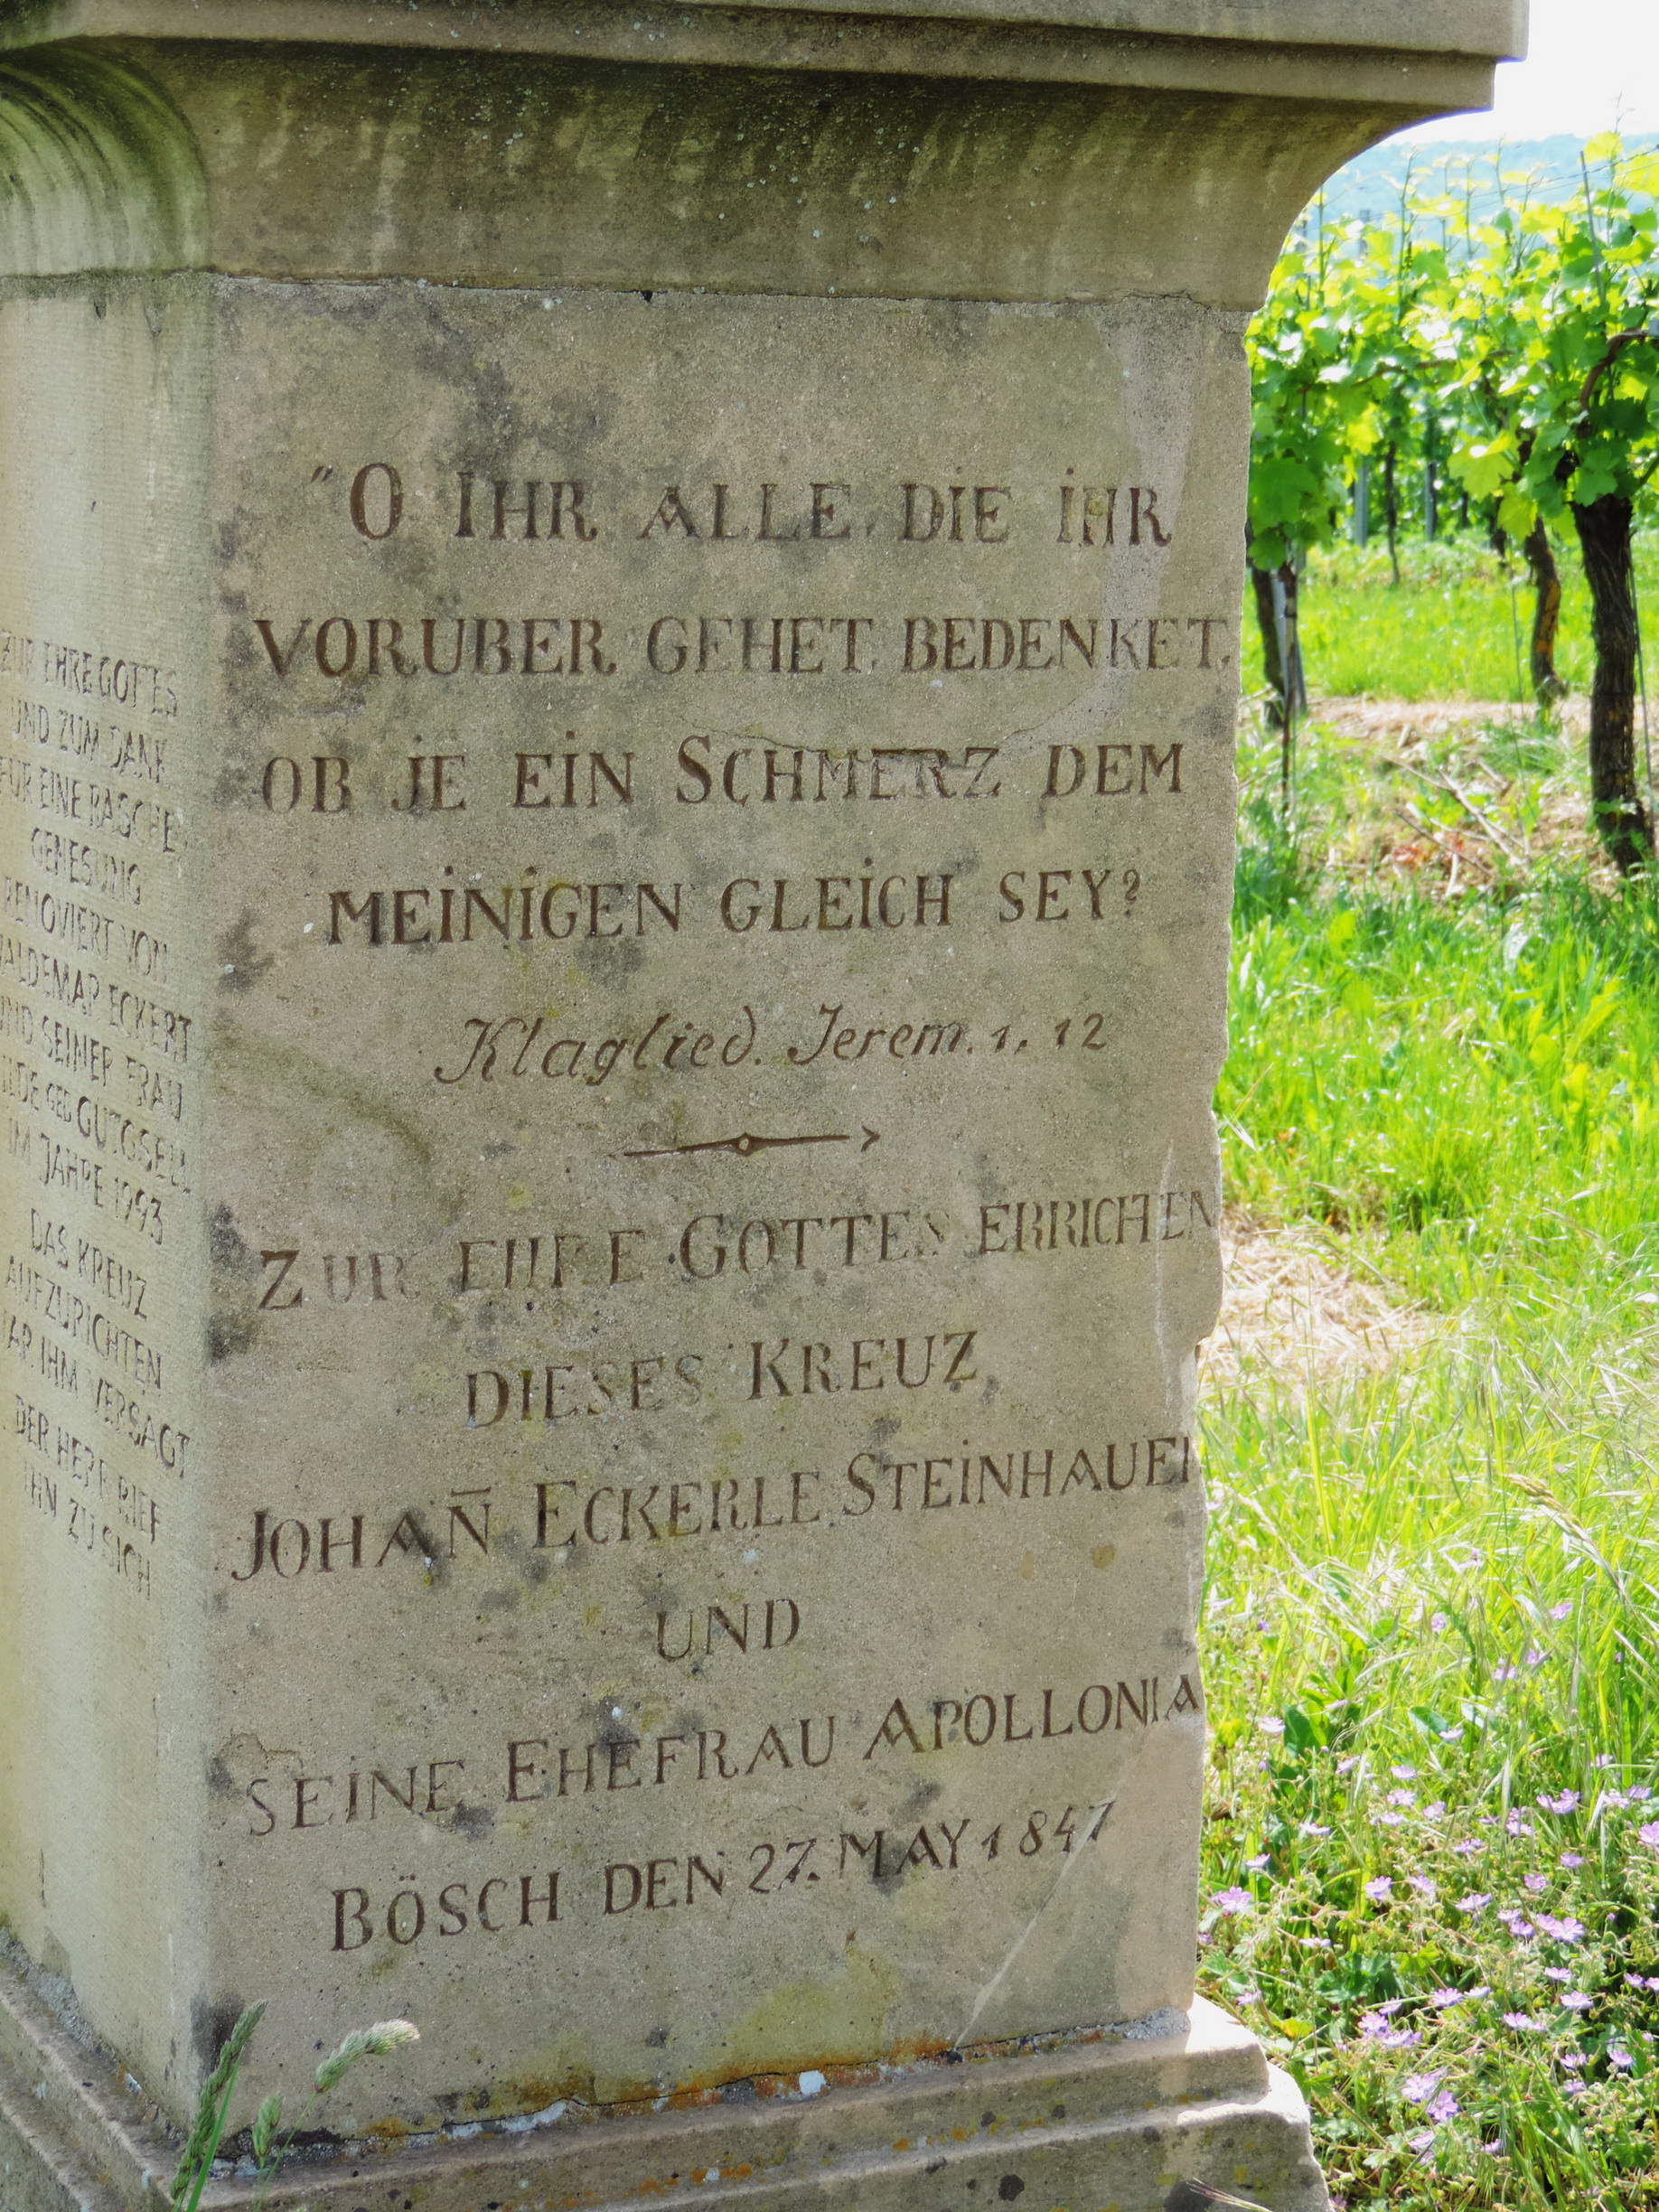 ZUR EHRE GOTTES
UND ZUM DANK
FÜR EINE RASCHE
GENESUNG
RENOVIERT VON
WALDEMAR ECKERT
UND SEINER FRAU
GEB GUTGSELL
IM JAHRE 1993
DAS KREUZ
AUFZURICHTEN
WAR IHM VERSAGT
DER HERR RIEF
IHN ZU SICH
"O IHR ALLE DIE IHR
VORÜBER GEHET, BEDENKET,
OB JE EIN SCHMERZ DEM
MEINIGEN GLEICH SEY?
Klaglied. Jerem. 1, 12
ZUR EHRE GOTTES ERRICHTEN
DIESES KREUZ,
JOHAN̄ ECKERLE STEINHAUER
UND
SEINE EHEFRAU APOLLONIA
BÖSCH DEN 27. MAY 1847